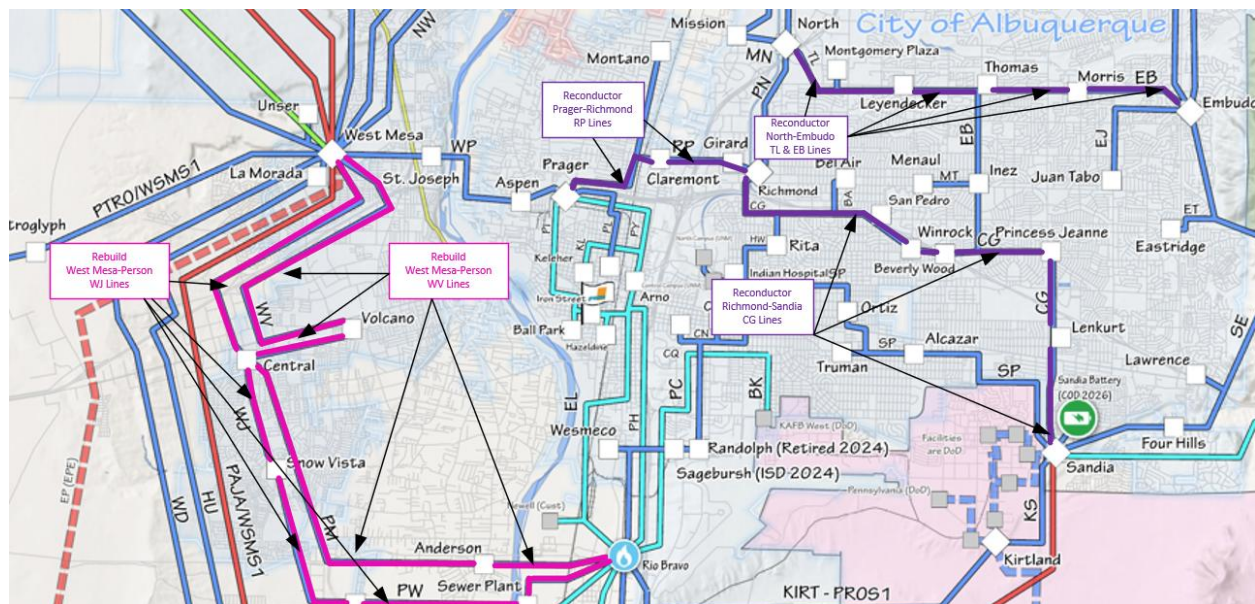 City of Albuquerque
Mission
North
NW
MN
TL
Montano
Montgomery Plaza
Thomas
Morris
EB
PN
Leyendecker
Embudo
Reconductor
Prager-Richmond
RP Lines
Reconductor
North-Embudo
TL & EB Lines
Unser
West Mesa
WP
RP
Girard
EB
EJ
La Morada
St. Joseph
Prager
Claremont
Richmond
Bel Air
Menaul
MT
Inez
Juan Tabo
PTRO/WSMS1
Aspen
CG
BA
San Pedro
ET
troglyph
PL
PY
HW
Rita
Winrock
CG
Princess Jeanne
Eastridge
Rebuild
West Mesa-Person
WJ Lines
Rebuild
West Mesa-Person
WV Lines
Keleher
KL
Beverly Wood
Indian Hospital
SP
Iron Street
Arno
Reconductor
Richmond-Sandia
CG Lines
CG
WV
Volcano
Ball Park
Hazeldine
Ortiz
CN
Lenkurt
SE
Central
CQ
Truman
SP
Alcazar
SP
Lawrence
EL
PC
BK
Sandia Battery
(COD 2026)
WJ
PH
Wesmeco
KAFB West (DoD)
Facilities
are DoD
Four Hills
EP (EPE)
Snow Vista
Randolph (Retired 2024)
Sandia
Sagebursh (ISD 2024)
WD
HU
PAJA/WSMS1
PM
Pennsylvania (DoD)
KS
Anderson
Rio Bravo
Kirtland
Sewer Plant
PW
KIRT - PROS1